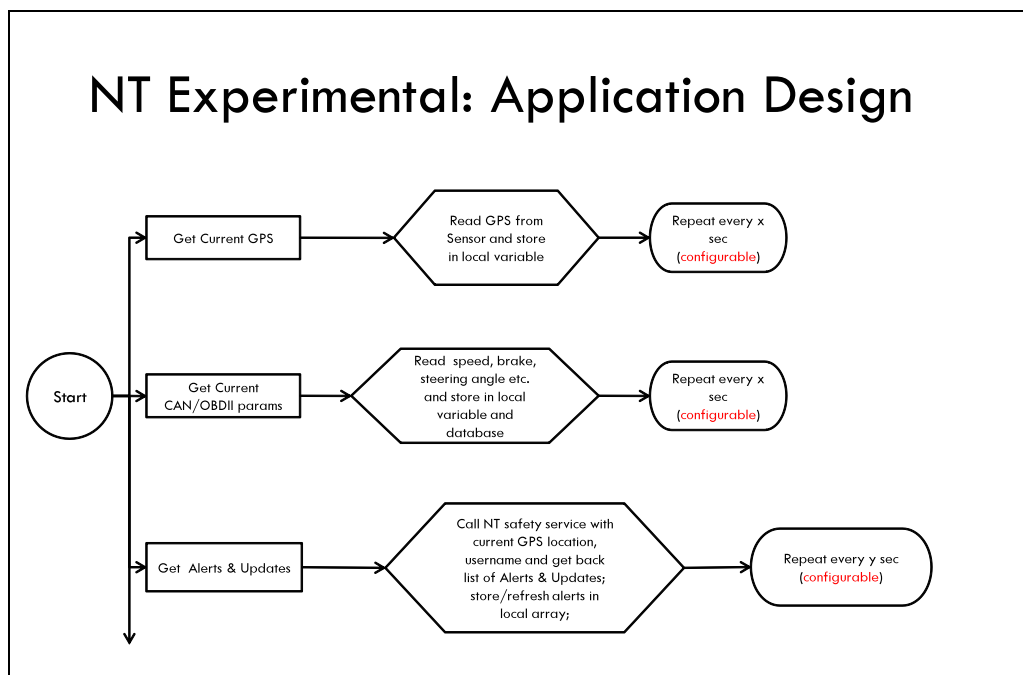 NT Experimental: Application Design
Get Current GPS
Read GPS from
Sensor and store
in local variable
Repeat every x
sec
(configurable)
Start
Get Current
CAN/OBDII params
Read speed, brake,
steering angle etc.
and store in local
variable and
database
Repeat every x
sec
(configurable)
Get Alerts & Updates
Call NT safety service with
current GPS location,
username and get back
list of Alerts & Updates;
store/refresh alerts in
local array;
Repeat every y sec
(configurable)